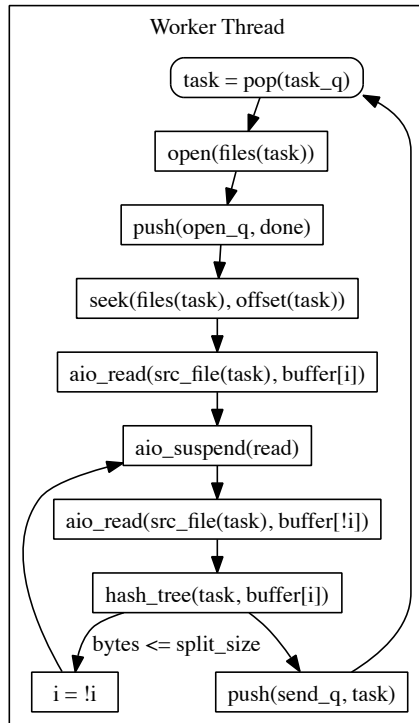 Worker Thread
task = pop(task_q)
open(files(task))
push(open_q, done)
seek(files(task), offset(task))
aio_read(src_file(task), buffer[i])
aio_suspend(read)
aio_read(src_file(task), buffer[!i])
hash_tree(task, buffer[i])
bytes <= split_size
i = !i
push(send_q, task)